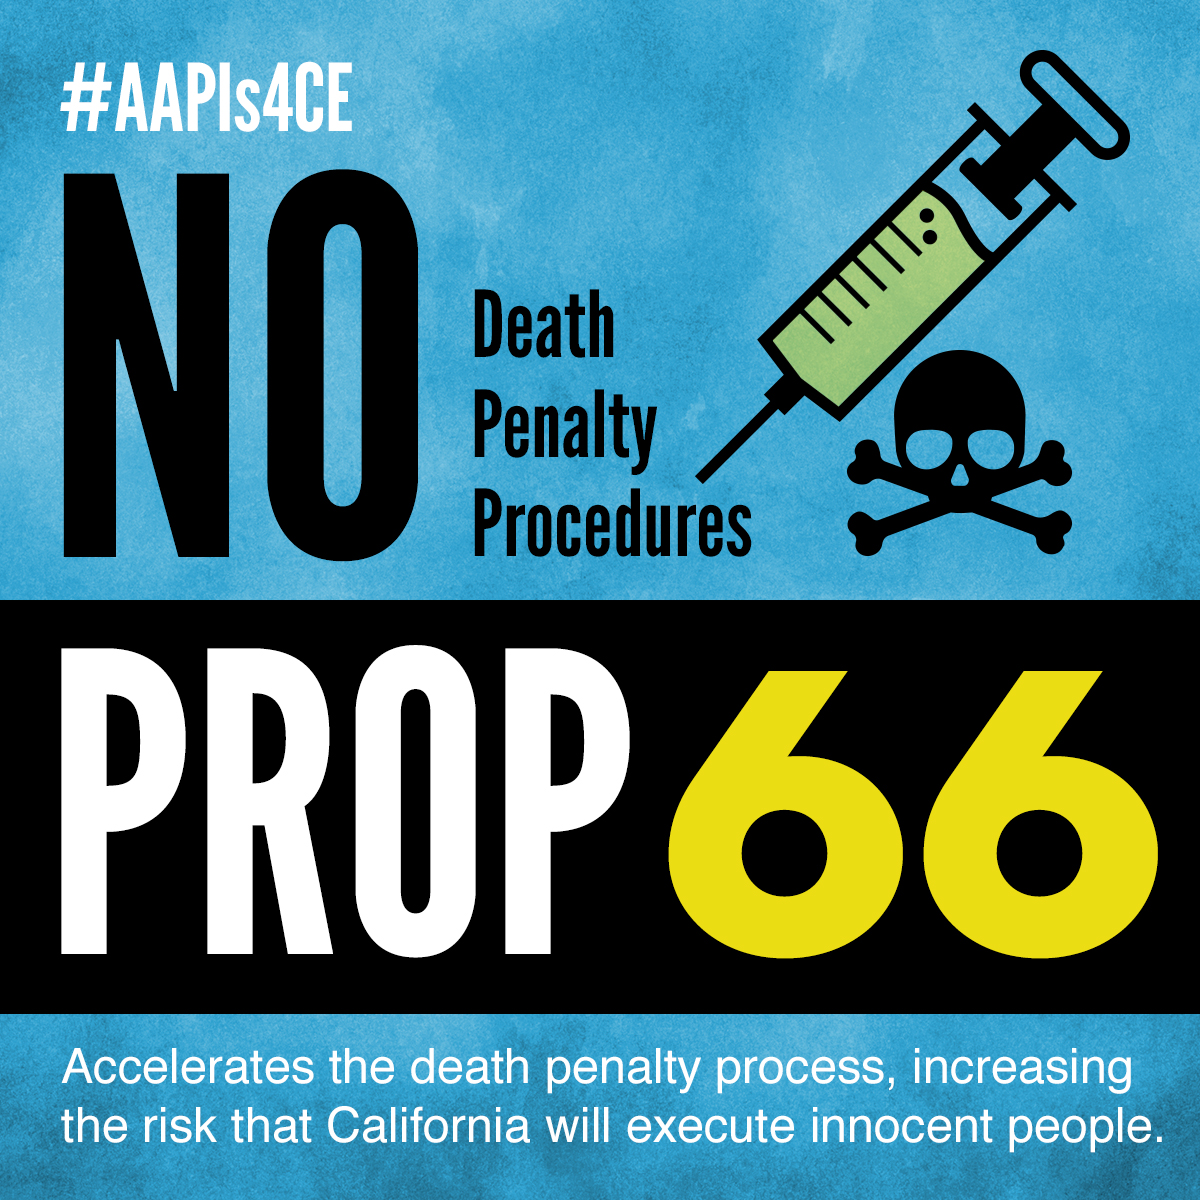 #AAPIs4CE
NO
Death
Penalty
Procedures
PROP 66
Accelerates the death penalty process, increasing
the risk that California will execute innocent people.